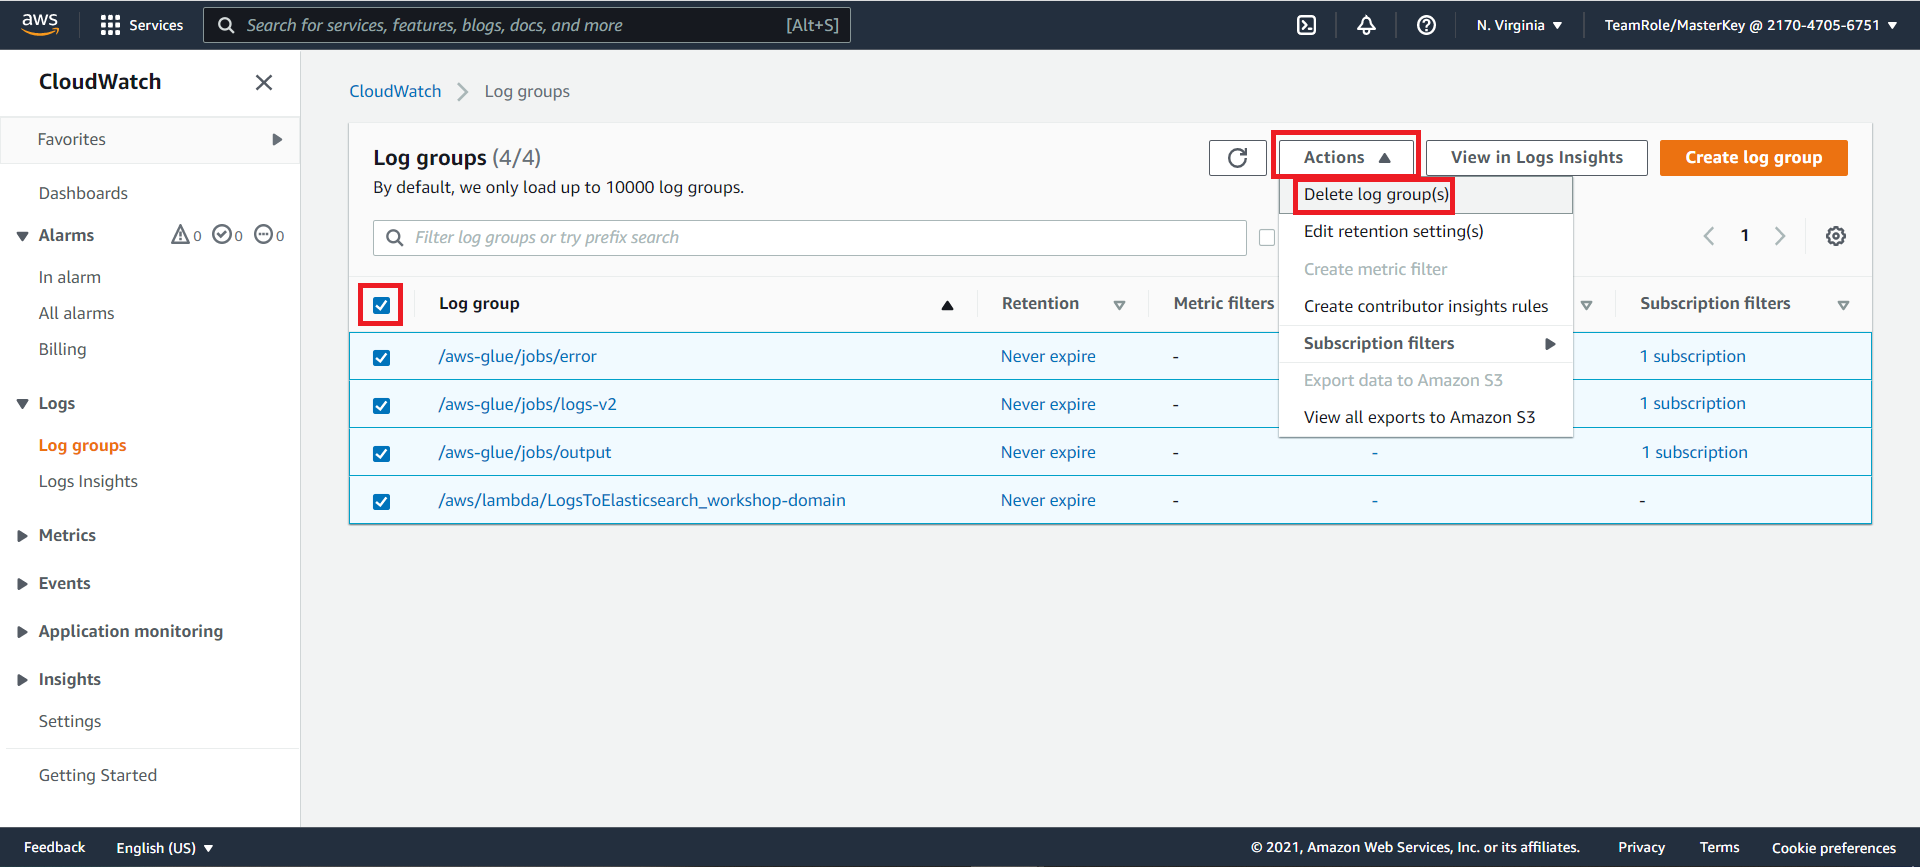 aws
Services
Search for services, features, blogs, docs, and more [Alt+S]
N. Virginia
TeamRole/MasterKey @ 2170-4705-6751
CloudWatch
Favorites
Dashboards
Alarms 0 0 0
In alarm
All alarms
Billing
Logs
Log groups
Logs Insights
Metrics
Events
Application monitoring
Insights
Settings
Getting Started
CloudWatch Log groups
Log groups (4/4)
By default, we only load up to 10000 log groups.
Actions
View in Logs Insights
Create log group
Filter log groups or try prefix search
1
Delete log group(s)
Edit retention setting(s)
Create metric filter
Create contributor insights rules
Subscription filters
Export data to Amazon S3
View all exports to Amazon S3
Log group Retention Metric filters Subscription filters
/aws-glue/jobs/error Never expire - 1 subscription
/aws-glue/jobs/logs-v2 Never expire - 1 subscription
/aws-glue/jobs/output Never expire - - 1 subscription
/aws/lambda/LogsToElasticsearch_workshop-domain Never expire - - -
Feedback English (US) © 2021, Amazon Web Services, Inc. or its affiliates. Privacy Terms Cookie preferences